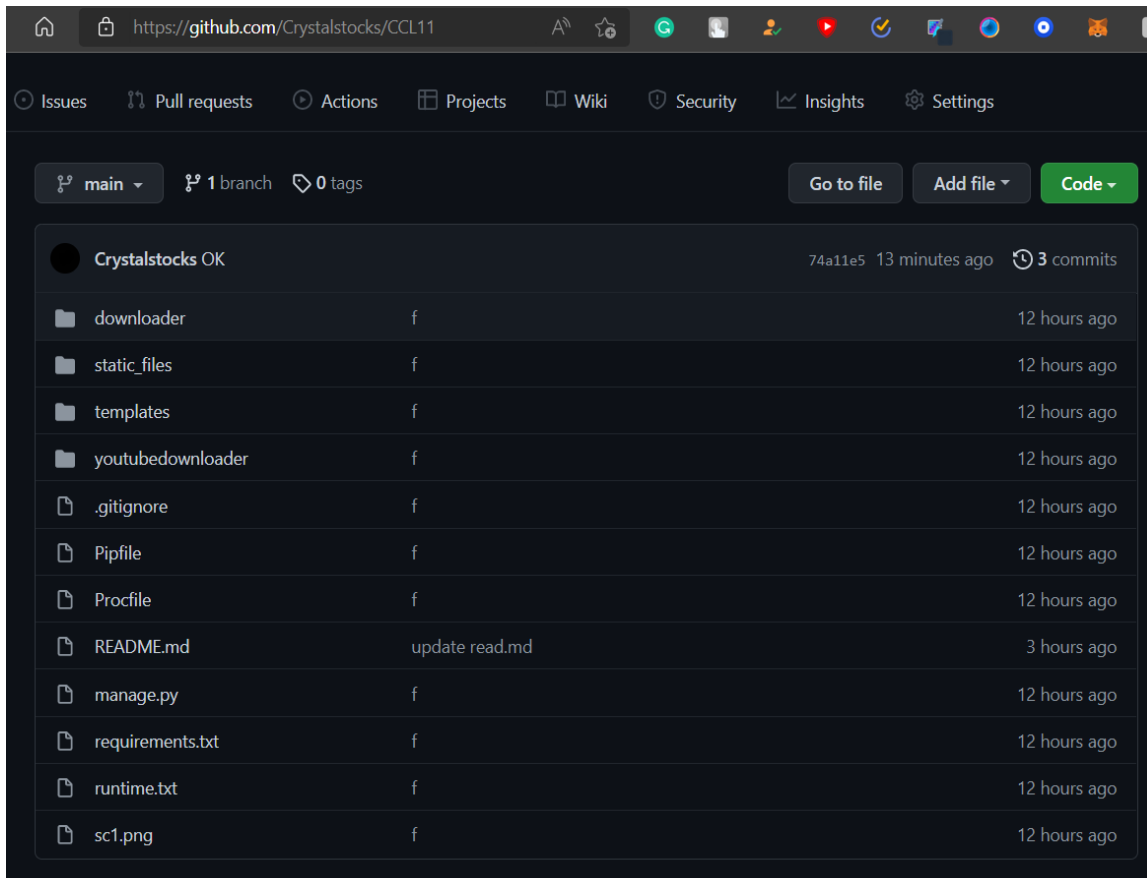 https://github.com/Crystalstocks/CCL11
Issues Pull requests Actions Projects Wiki Security Insights Settings
main 1 branch 0 tags Go to file Add file Code
Crystalstocks OK 74a11e5 13 minutes ago 3 commits
downloader f 12 hours ago
static_files f 12 hours ago
templates f 12 hours ago
youtubedownloader f 12 hours ago
.gitignore f 12 hours ago
Pipfile f 12 hours ago
Procfile f 12 hours ago
README.md update read.md 3 hours ago
manage.py f 12 hours ago
requirements.txt f 12 hours ago
runtime.txt f 12 hours ago
sc1.png f 12 hours ago